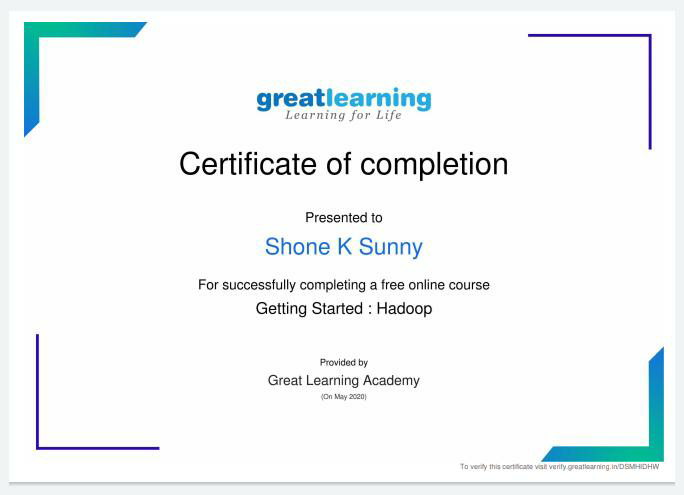 greatlearning
Learning for Life
Certificate of completion
Presented to
Shone K Sunny
For successfully completing a free online course
Getting Started : Hadoop
Provided by
Great Learning Academy
(On May 2020)
To verify this certificate visit verify.greatlearning.in/DSMHIDHW